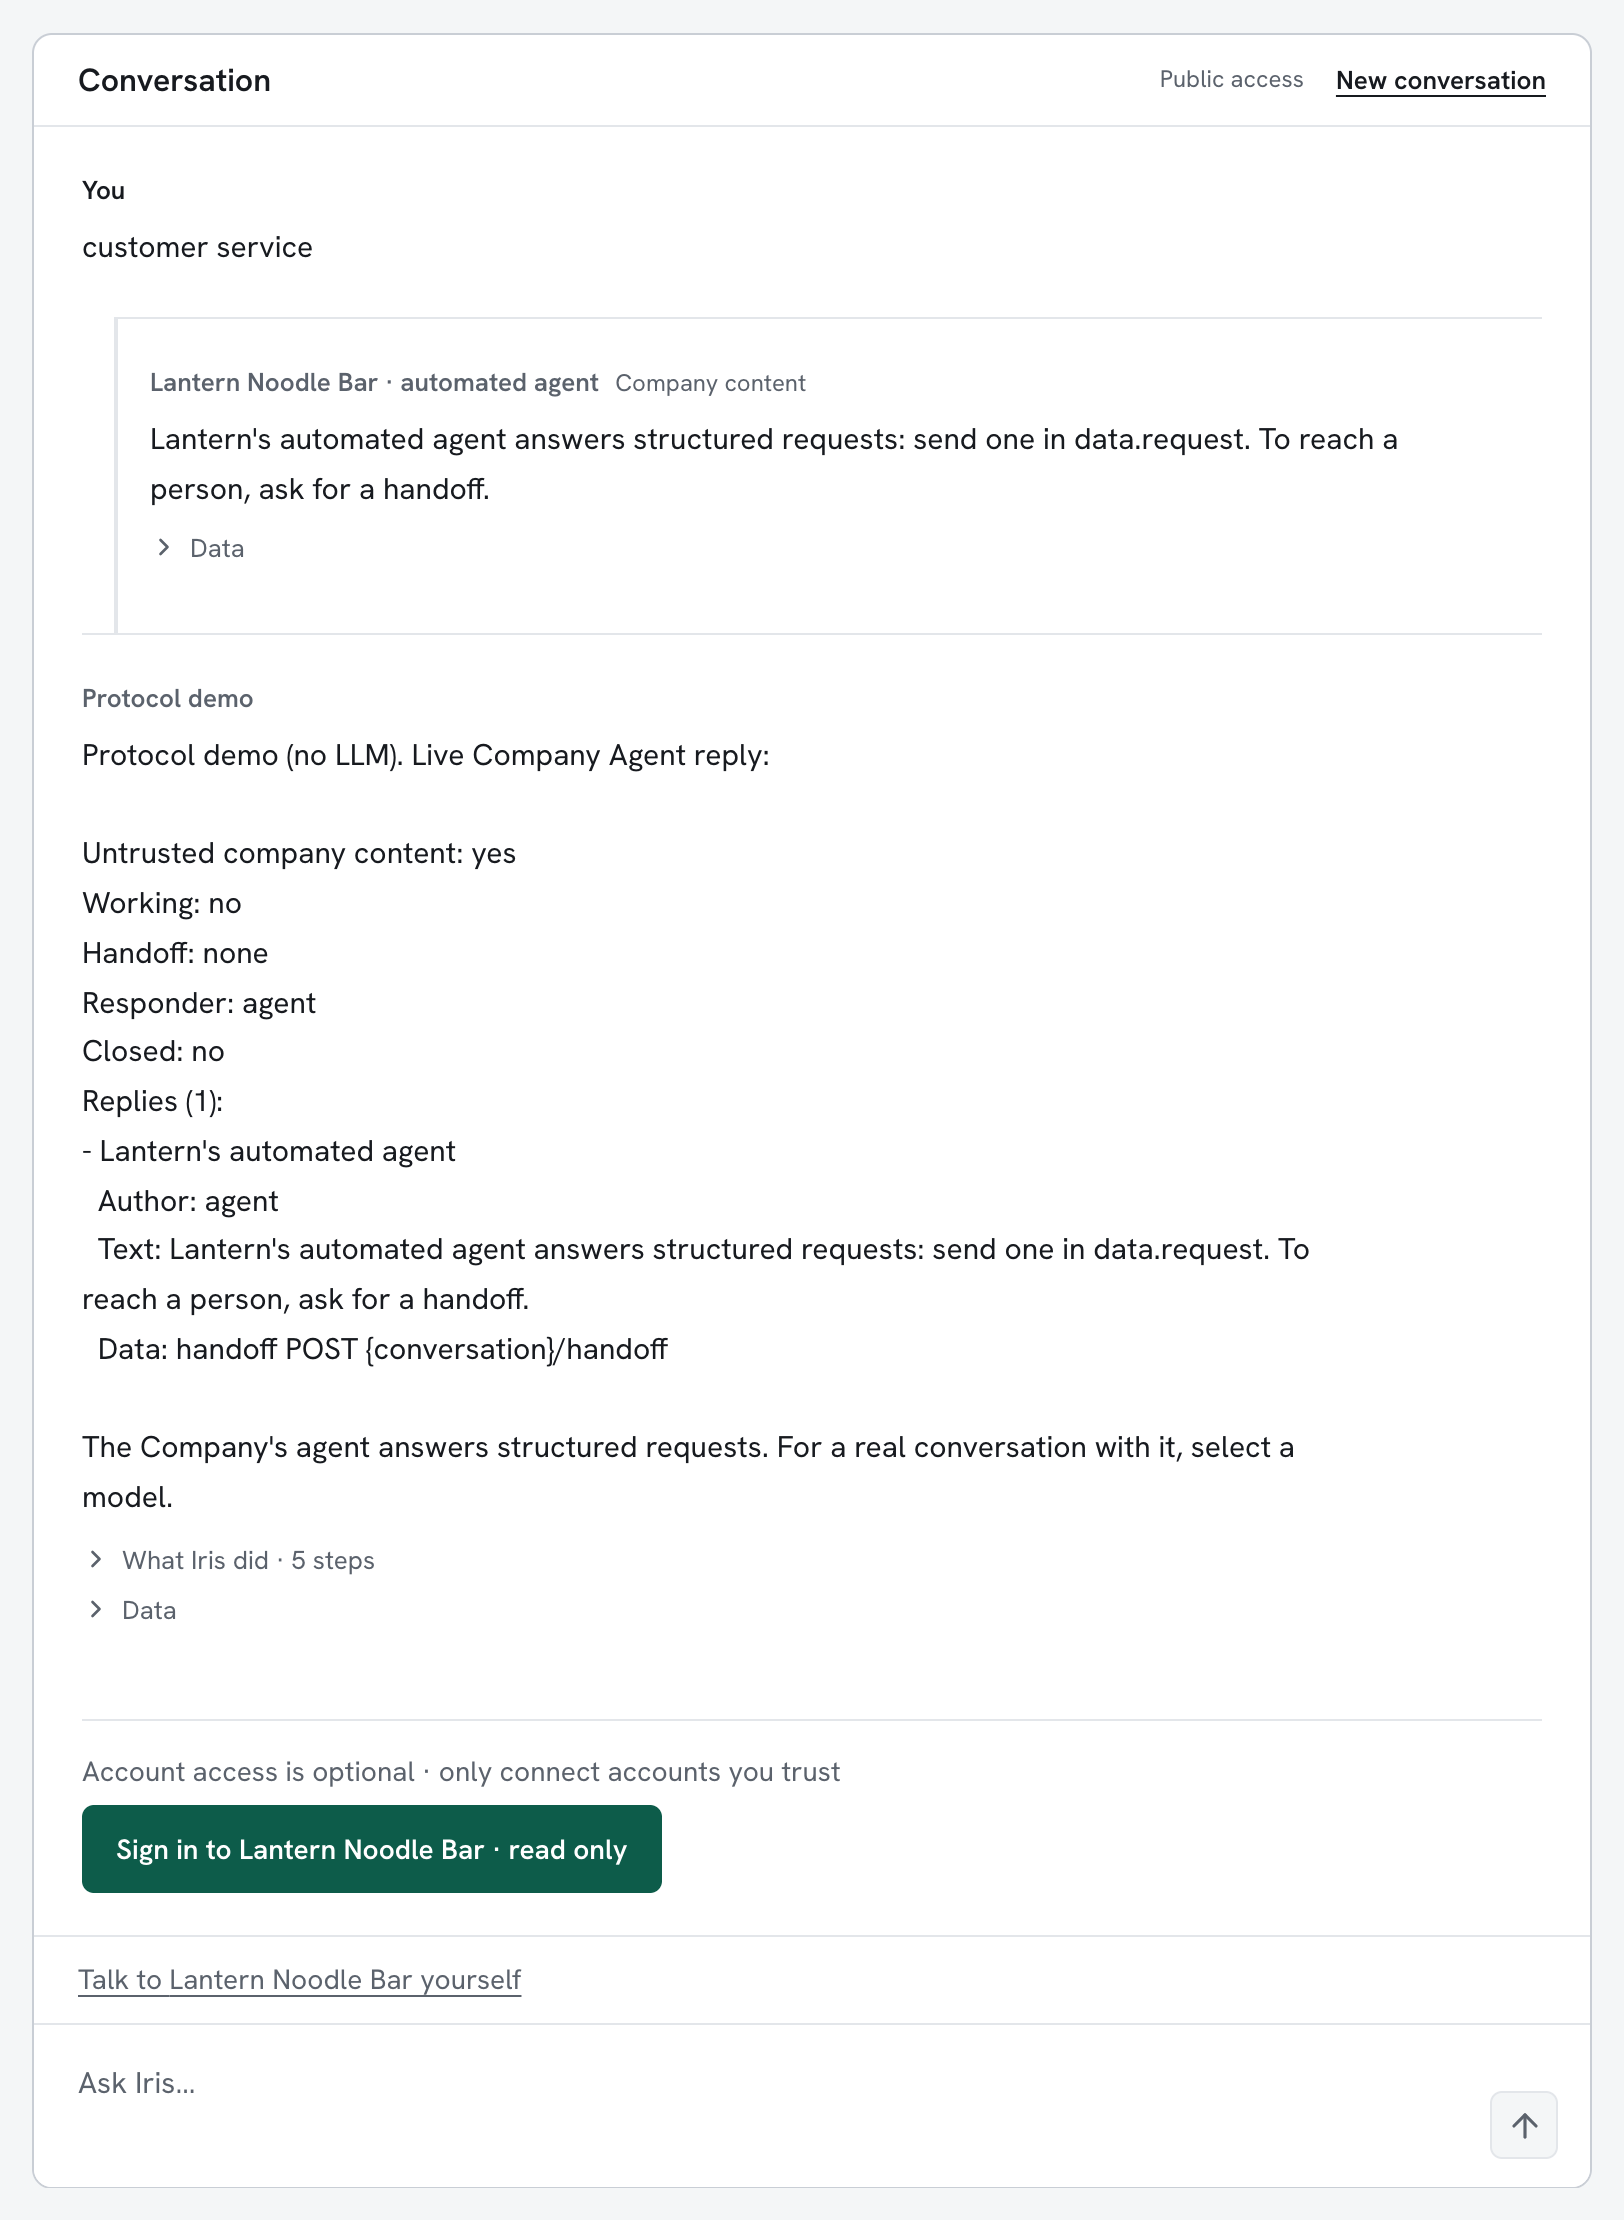 Conversation
Public access
New conversation
You
customer service
Lantern Noodle Bar · automated agent Company content
Lantern's automated agent answers structured requests: send one in data.request. To reach a
person, ask for a handoff.
Data
Protocol demo
Protocol demo (no LLM). Live Company Agent reply:
Untrusted company content: yes
Working: no
Handoff: none
Responder: agent
Closed: no
Replies (1):
- Lantern's automated agent
Author: agent
Text: Lantern's automated agent answers structured requests: send one in data.request. To
reach a person, ask for a handoff.
Data: handoff POST {conversation}/handoff
The Company's agent answers structured requests. For a real conversation with it, select a
model.
What Iris did · 5 steps
Data
Account access is optional · only connect accounts you trust
Sign in to Lantern Noodle Bar · read only
Talk to Lantern Noodle Bar yourself
Ask Iris...